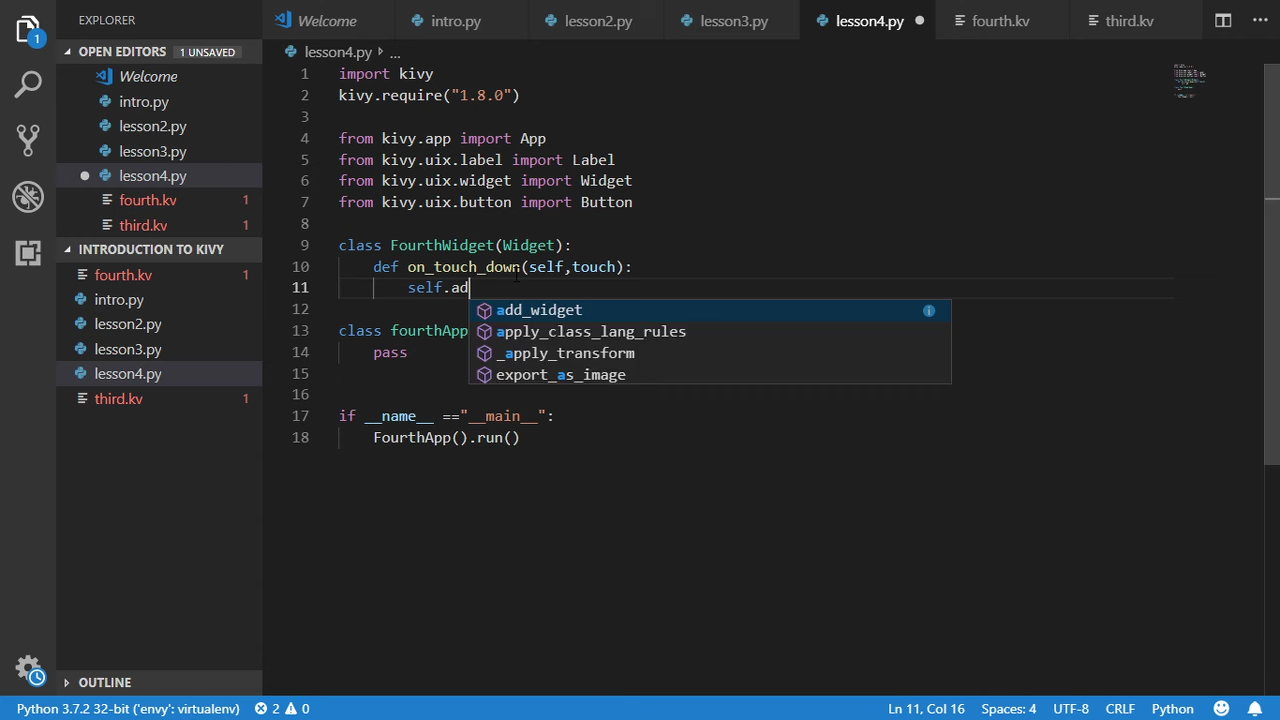 EXPLORER
OPEN EDITORS 1 UNSAVED
Welcome
intro.py
lesson2.py
lesson3.py
lesson4.py
fourth.kv 1
third.kv 1
INTRODUCTION TO KIVY
fourth.kv 1
intro.py
lesson2.py
lesson3.py
lesson4.py
third.kv 1
OUTLINE
1
Welcome intro.py lesson2.py lesson3.py lesson4.py fourth.kv third.kv
lesson4.py ...
1 import kivy
2 kivy.require("1.8.0")
3
4 from kivy.app import App
5 from kivy.uix.label import Label
6 from kivy.uix.widget import Widget
7 from kivy.uix.button import Button
8
9 class FourthWidget(Widget):
10 def on_touch_down(self,touch):
11 self.ad
add_widget
apply_class_lang_rules
_apply_transform
export_as_image
12
13 class fourthApp
14 pass
15
16
17 if __name__ =="__main__":
18 FourthApp().run()
Python 3.7.2 32-bit ('envy': virtualenv) 2 0 Ln 11, Col 16 Spaces: 4 UTF-8 CRLF Python